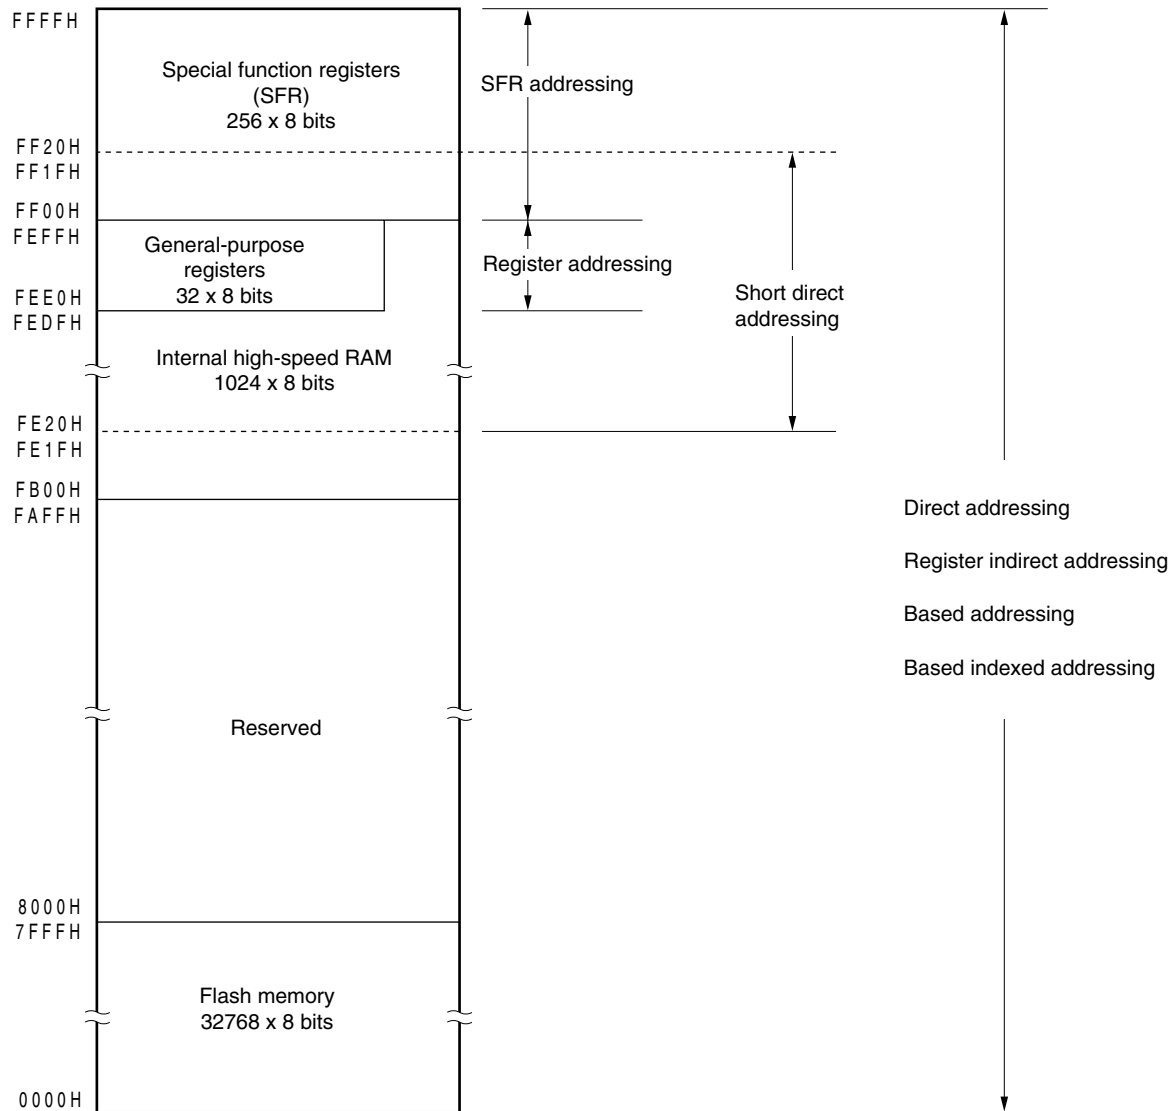 FFFFH
Special function registers
(SFR)
256 x 8 bits
SFR addressing
FF20H
FF1FH
FF00H
FEFFH
General-purpose
registers
32 x 8 bits
Register addressing
FEE0H
FEDFH
Short direct
addressing
Internal high-speed RAM
1024 x 8 bits
FE20H
FE1FH
FB00H
FAFFH
Direct addressing
Register indirect addressing
Based addressing
Based indexed addressing
Reserved
8000H
7FFFH
Flash memory
32768 x 8 bits
0000H